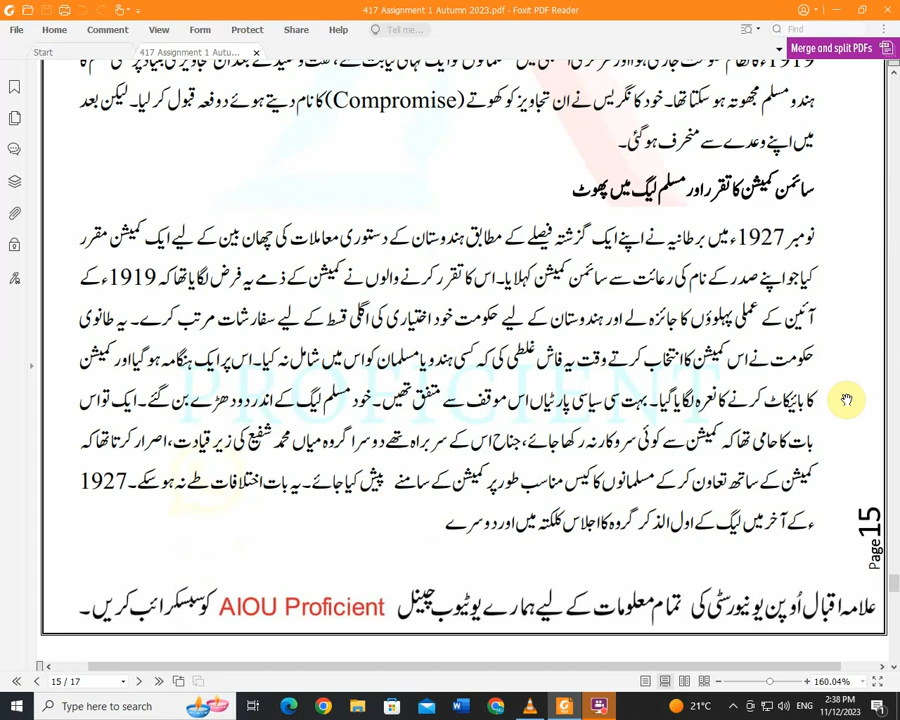 417 Assignment 1 Autumn 2023.pdf - Foxit PDF Reader
File Home Comment View Form Protect Share Help Tell me... Find
Start 417 Assignment 1 Autu... Merge and split PDFs
ہندو مسلم سمجھوتہ ہو سکتا تھا۔ خود کانگریس نے ان تجاویز کو کھوتے (Compromise) کا نام دیتے ہوئے دو دفعہ قبول کر لیا۔ لیکن بعد
میں اپنے وعدے سے منحرف ہو گئی۔
سائمن کمیشن کا تقرر اور مسلم لیگ میں پھوٹ
نومبر 1927ء میں برطانیہ نے اپنے ایک گزشتہ فیصلے کے مطابق ہندوستان کے دستوری معاملات کی چھان بین کے لیے ایک کمیشن مقرر
کیا جو اپنے صدر کے نام کی رعائت سے سائمن کمیشن کہلایا۔ اس کا تقرر کرنے والوں نے کمیشن کے ذمے یہ فرض لگایا تھا کہ 1919ء کے
آئین کے عملی پہلوؤں کا جائزہ لے اور ہندوستان کے لیے حکومت خود اختیاری کی اگلی قسط کے لیے سفارشات مرتب کرے۔ یہ طانوی
حکومت نے اس کمیشن کا انتخاب کرتے وقت یہ فاش غلطی کی کہ کسی ہندو یا مسلمان کو اس میں شامل نہ کیا۔ اس پر ایک ہنگامہ ہو گیا اور کمیشن
کا بائیکاٹ کرنے کا نعرہ لگایا گیا۔ بہت سی سیاسی پارٹیاں اس موقف سے متفق تھیں۔ خود مسلم لیگ کے اندر دو دھڑے بن گئے۔ ایک تو اس
بات کا حامی تھا کہ کمیشن سے کوئی سروکار نہ رکھا جائے، جناح اس کے سربراہ تھے دوسرا گروہ میاں محمد شفیع کی زیر قیادت، اصرار کرتا تھا کہ
کمیشن کے ساتھ تعاون کر کے مسلمانوں کا کیس مناسب طور پر کمیشن کے سامنے پیش کیا جائے۔ یہ بات اختلافات طے نہ ہو سکے۔ 1927
ء کے آخر میں لیگ کے اول الذکر گروہ کا اجلاس کلکتہ میں اور دوسرے
Page 15
علامہ اقبال اُوپن یونیورسٹی کی تمام معلومات کے لیے ہمارے یوٹیوب چینل AIOU Proficient کو سبسکرائب کریں۔
PROFICIENT
15 / 17 160.04%
Type here to search 21°C ENG 2:38 PM
11/12/2023